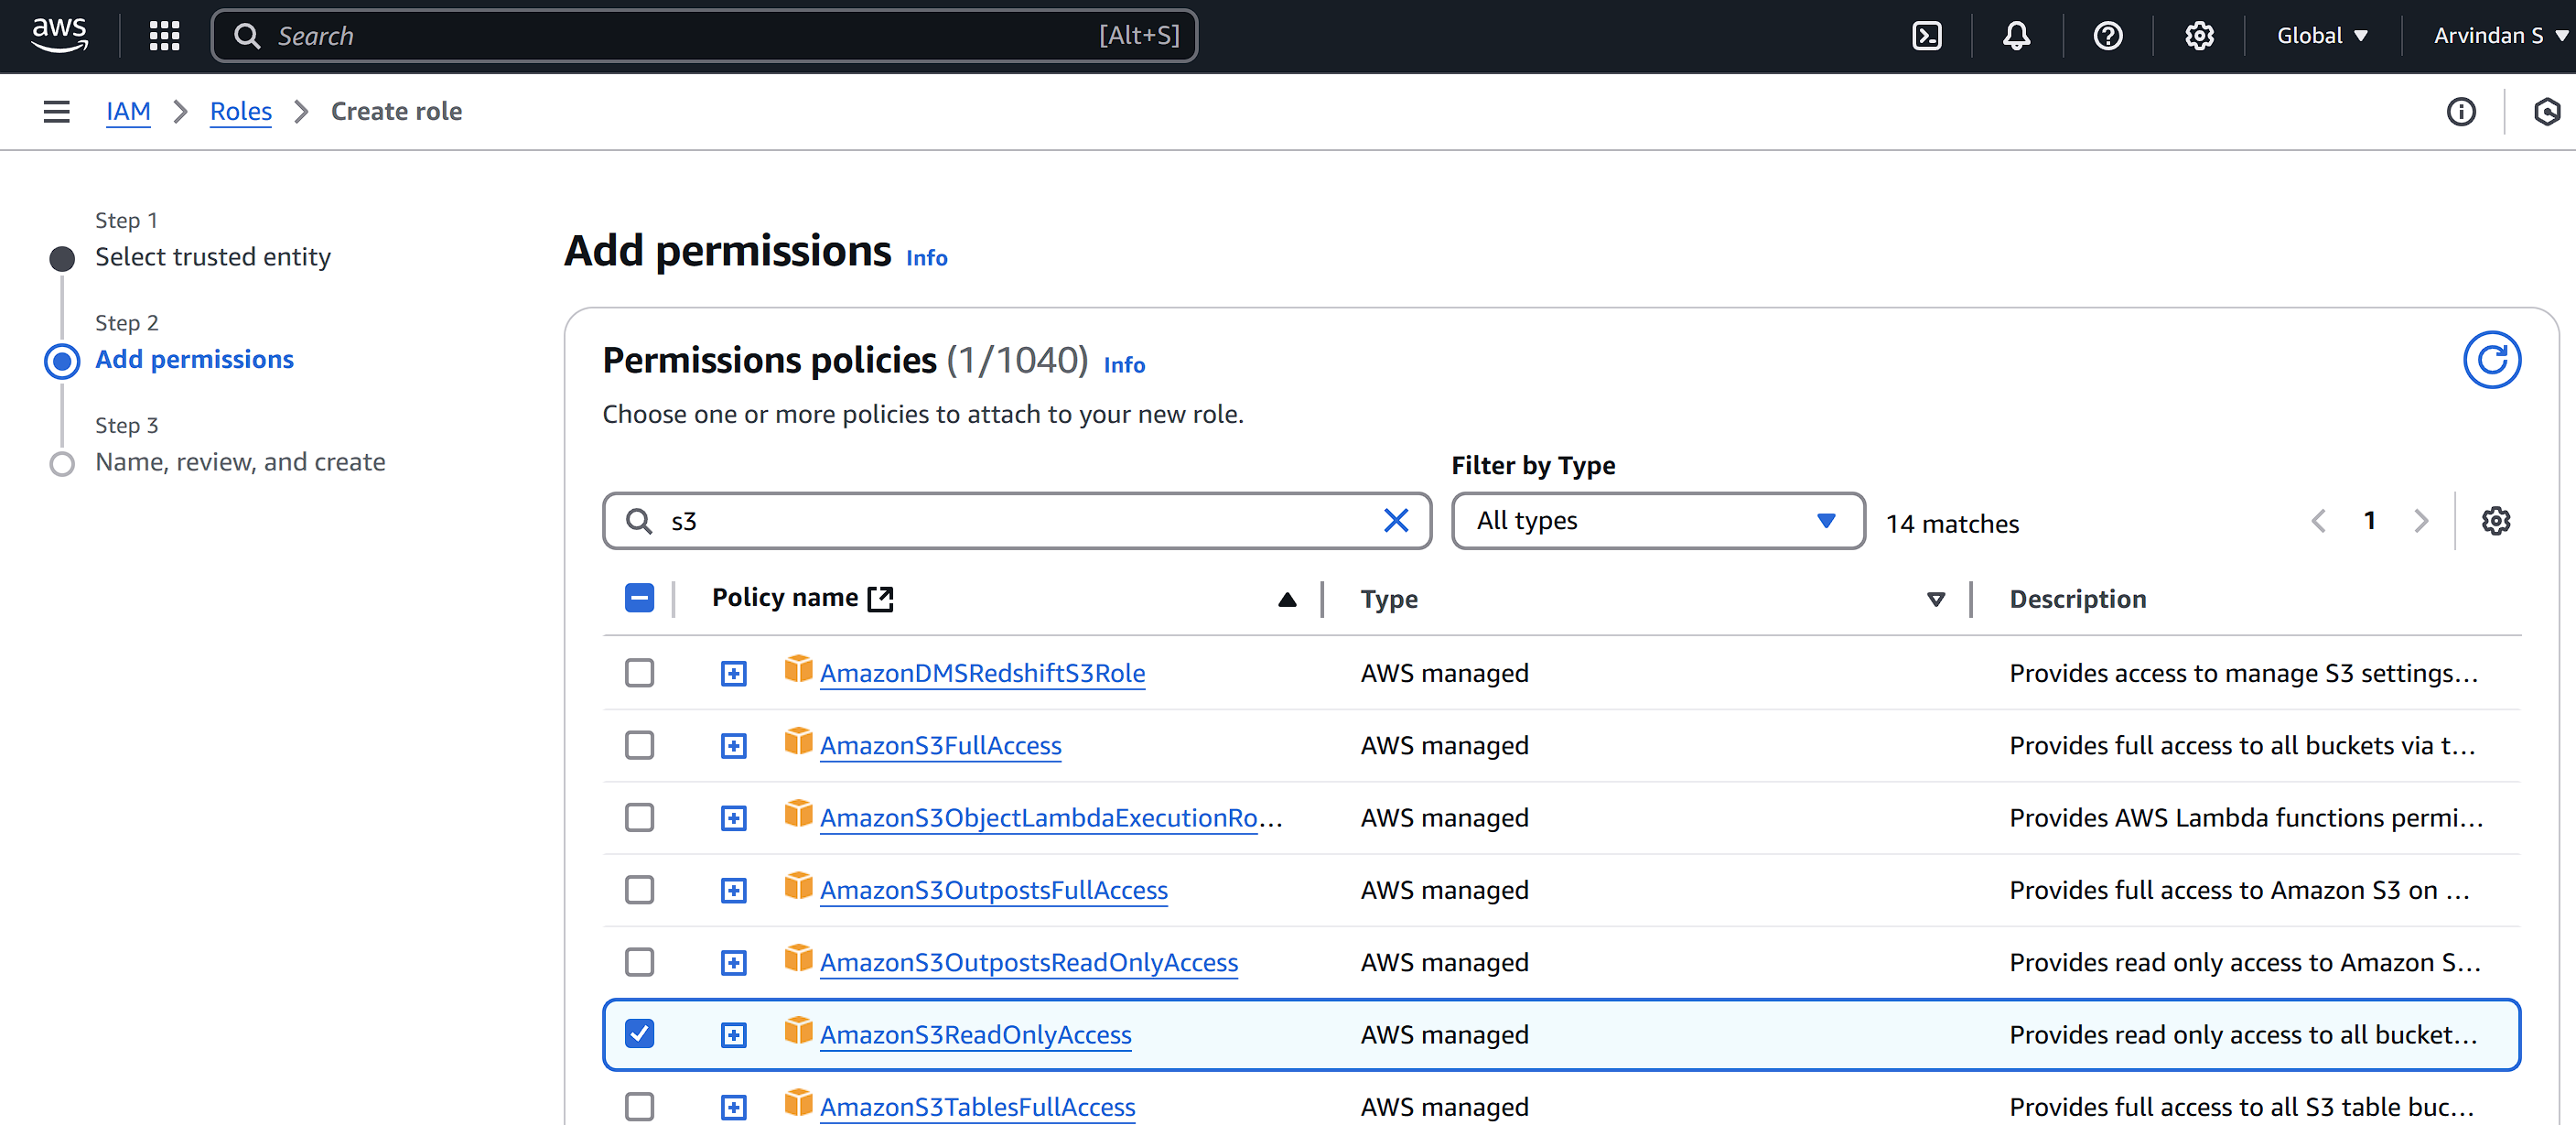 aws Search [Alt+S] Global Arvindan S
IAM Roles Create role
Step 1
Select trusted entity
Step 2
Add permissions
Step 3
Name, review, and create
Add permissions Info
Permissions policies (1/1040) Info
Choose one or more policies to attach to your new role.
Filter by Type
s3 All types 14 matches 1
Policy name Type Description
AmazonDMSRedshiftS3Role AWS managed Provides access to manage S3 settings...
AmazonS3FullAccess AWS managed Provides full access to all buckets via t...
AmazonS3ObjectLambdaExecutionRo... AWS managed Provides AWS Lambda functions permi...
AmazonS3OutpostsFullAccess AWS managed Provides full access to Amazon S3 on ...
AmazonS3OutpostsReadOnlyAccess AWS managed Provides read only access to Amazon S...
AmazonS3ReadOnlyAccess AWS managed Provides read only access to all bucket...
AmazonS3TablesFullAccess AWS managed Provides full access to all S3 table buc...